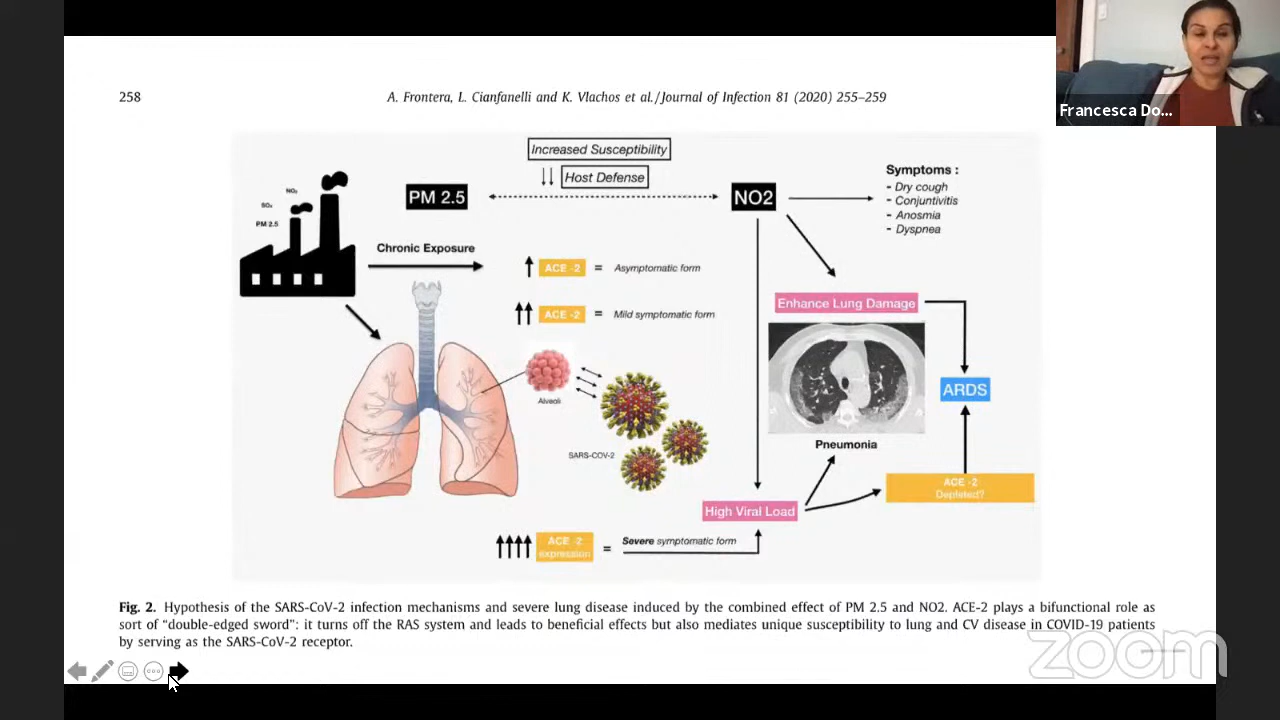 Francesca Do...
258
A. Frontera, L. Cianfanelli and K. Vlachos et al. / Journal of Infection 81 (2020) 255–259
Increased Susceptibility
↓↓ Host Defense
NO₂
SOₓ
PM 2.5
PM 2.5
NO2
Symptoms :
- Dry cough
- Conjuntivitis
- Anosmia
- Dyspnea
Chronic Exposure
↑ ACE -2 = Asymptomatic form
↑↑ ACE -2 = Mild symptomatic form
Enhance Lung Damage
Alveoli
ARDS
SARS-COV-2
Pneumonia
ACE -2
Depleted?
High Viral Load
↑↑↑↑ ACE -2
expression
= Severe symptomatic form
Fig. 2. Hypothesis of the SARS-CoV-2 infection mechanisms and severe lung disease induced by the combined effect of PM 2.5 and NO2. ACE-2 plays a bifunctional role as
sort of “double-edged sword”: it turns off the RAS system and leads to beneficial effects but also mediates unique susceptibility to lung and CV disease in COVID-19 patients
by serving as the SARS-CoV-2 receptor.
zoom